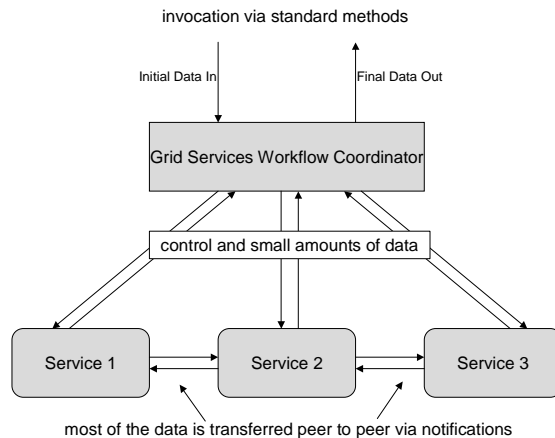 invocation via standard methods
Initial Data In
Final Data Out
Grid Services Workflow Coordinator
control and small amounts of data
Service 1
Service 2
Service 3
most of the data is transferred peer to peer via notifications